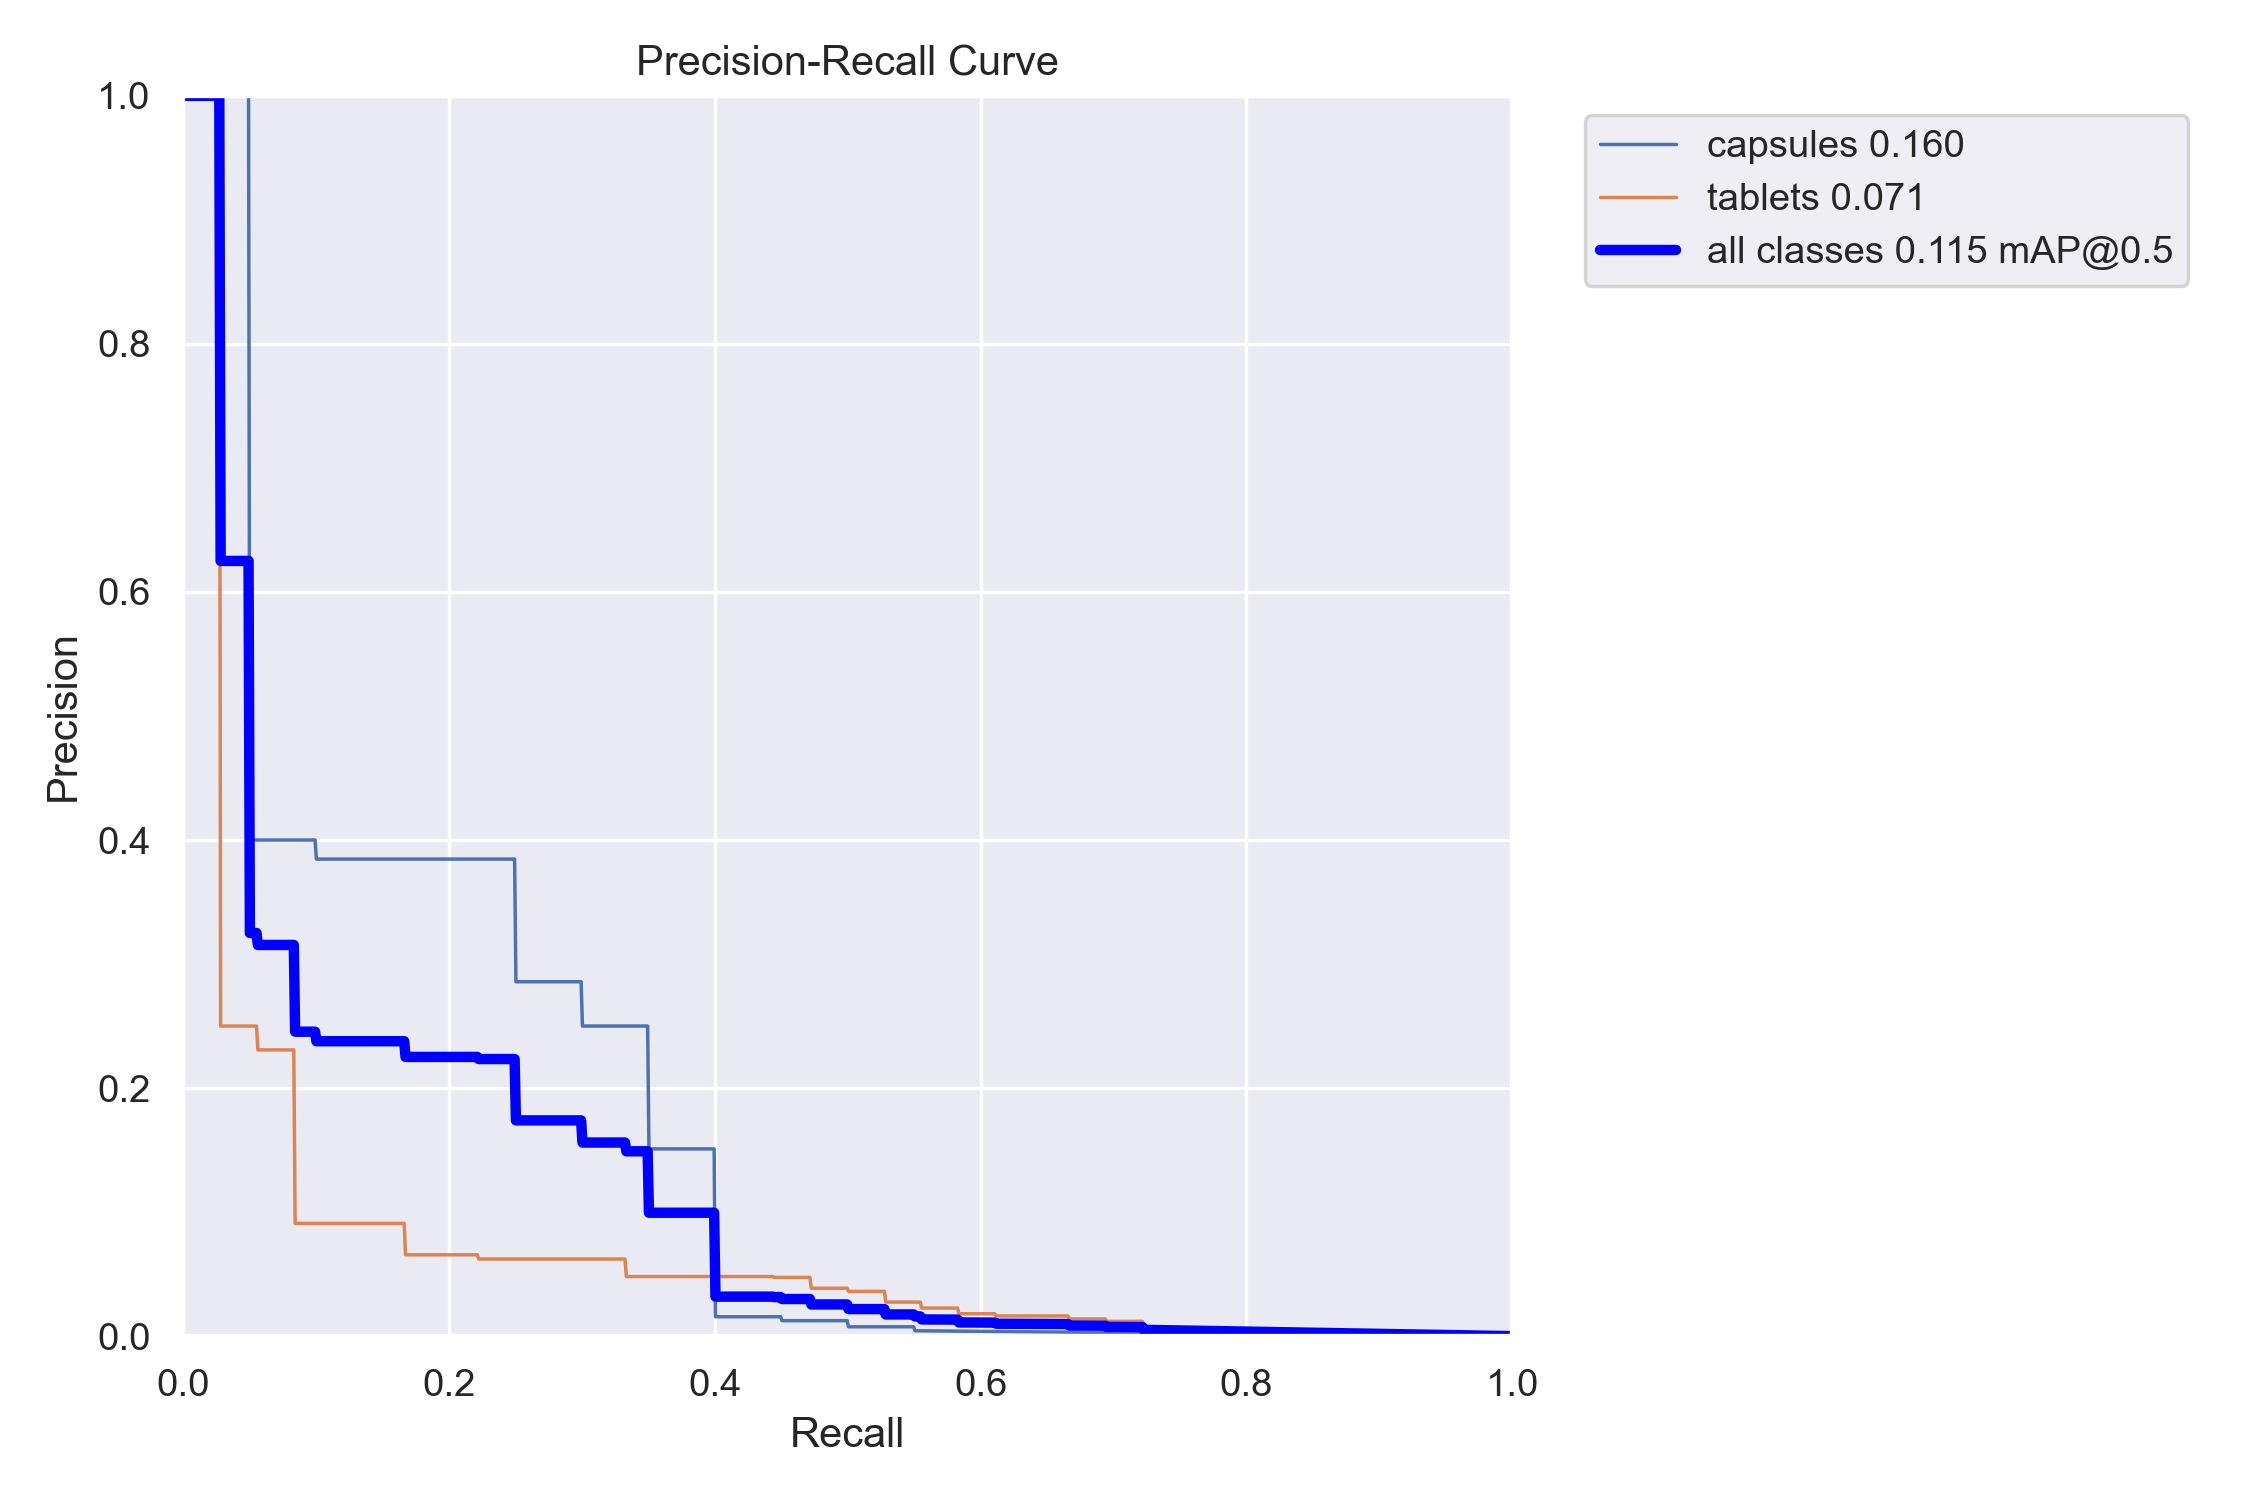 Precision-Recall Curve
1.0
0.8
0.6
0.4
0.2
0.0
Precision
0.0 0.2 0.4 0.6 0.8 1.0
Recall
capsules 0.160
tablets 0.071
all classes 0.115 mAP@0.5